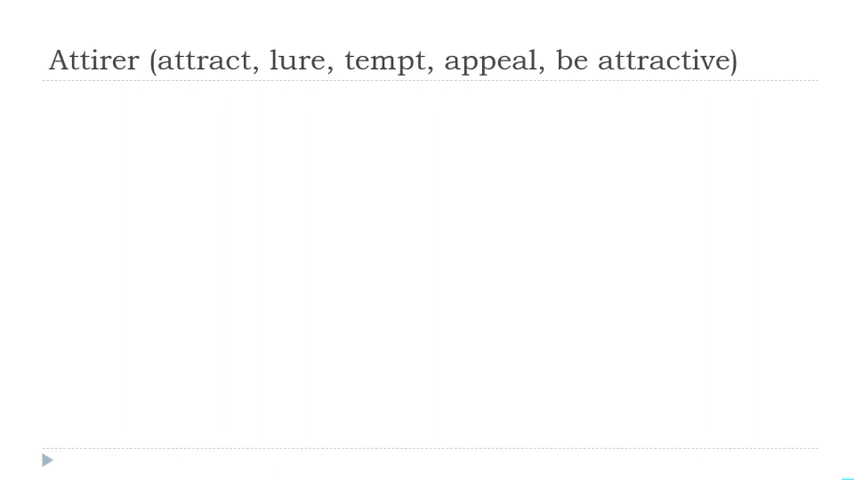 Attirer (attract, lure, tempt, appeal, be attractive)